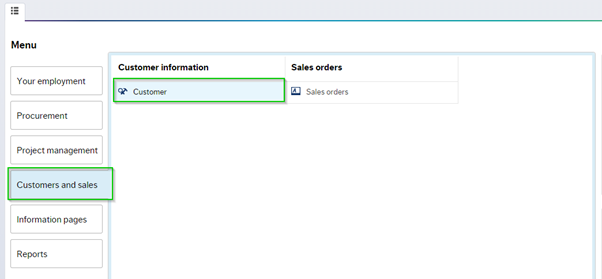 Menu
Your employment
Procurement
Project management
Customers and sales
Information pages
Reports
Customer information
Sales orders
Customer
Sales orders